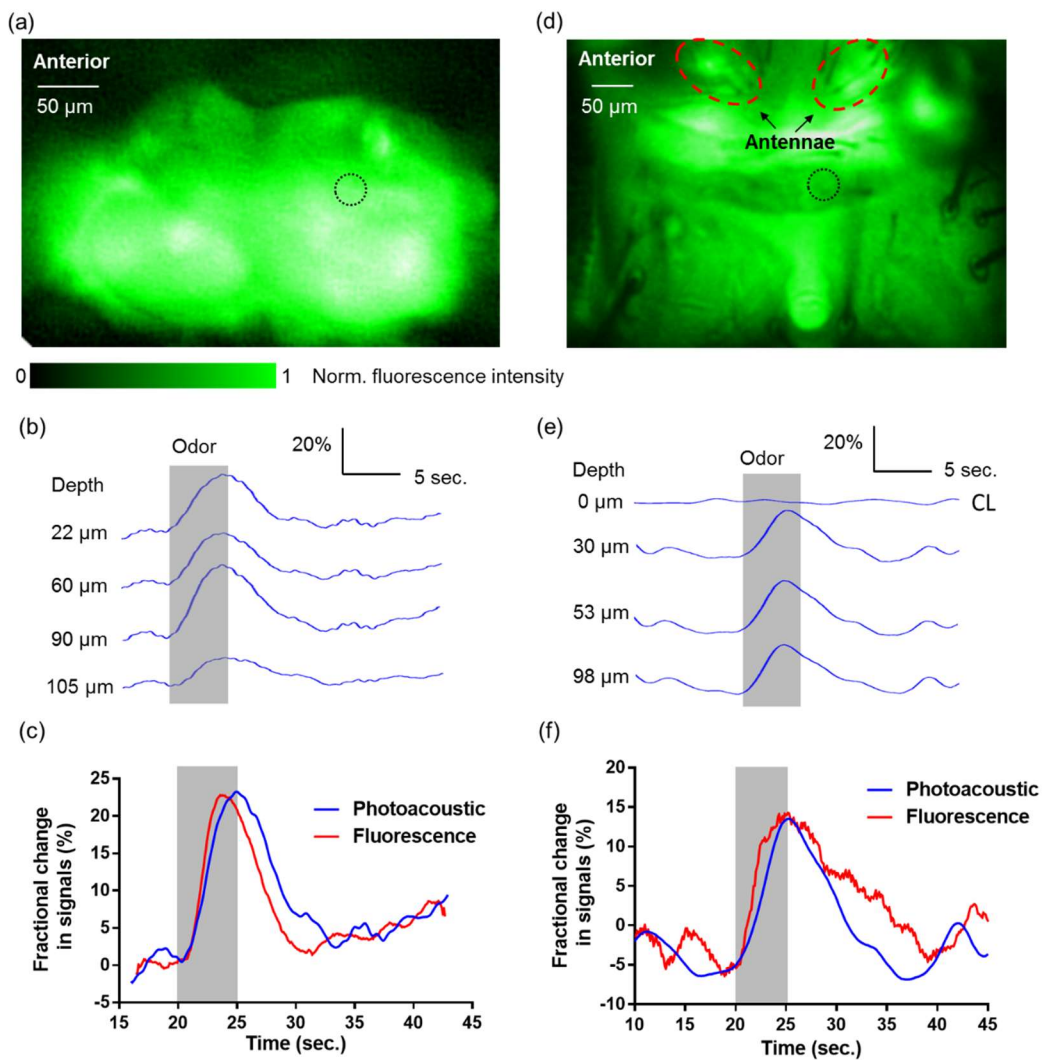 (a)
Anterior
50 µm
(d)
Anterior
50 µm
Antennae
0
1 Norm. fluorescence intensity
(b)
Odor
20%
5 sec.
Depth
22 µm
60 µm
90 µm
105 µm
(e)
Odor
20%
5 sec.
Depth
0 µm
CL
30 µm
53 µm
98 µm
(c)
Fractional change
in signals (%)
25
20
15
10
5
0
-5
Photoacoustic
Fluorescence
15 20 25 30 35 40 45
Time (sec.)
(f)
Fractional change
in signals (%)
20
15
10
5
0
-5
-10
Photoacoustic
Fluorescence
10 15 20 25 30 35 40 45
Time (sec.)